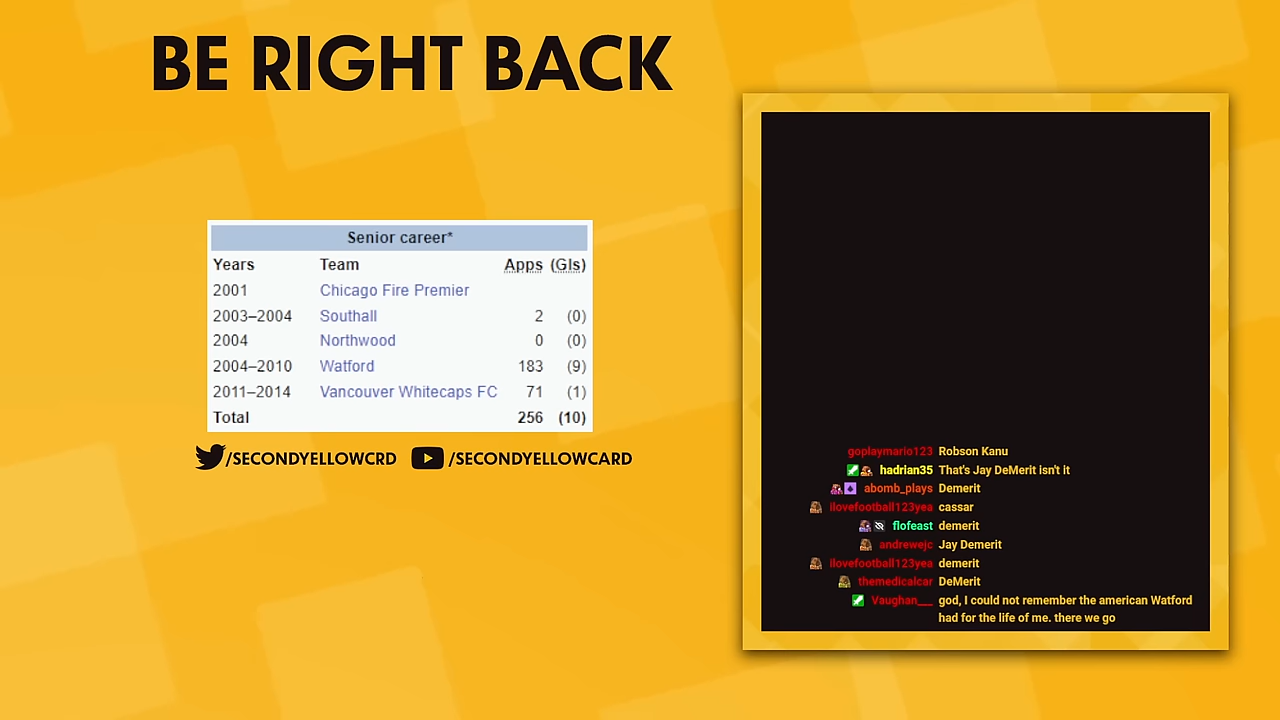 BE RIGHT BACK
Senior career*
Years Team Apps (Gls)
2001 Chicago Fire Premier
2003–2004 Southall 2 (0)
2004 Northwood 0 (0)
2004–2010 Watford 183 (9)
2011–2014 Vancouver Whitecaps FC 71 (1)
Total 256 (10)
/SECONDYELLOWCRD /SECONDYELLOWCARD
goplaymario123 Robson Kanu
hadrian35 That's Jay DeMerit isn't it
abomb_plays Demerit
ilovefootball123yea cassar
flofeast demerit
andrewejc Jay Demerit
ilovefootball123yea demerit
themedicalcar DeMerit
Vaughan___ god, I could not remember the american Watford
had for the life of me. there we go